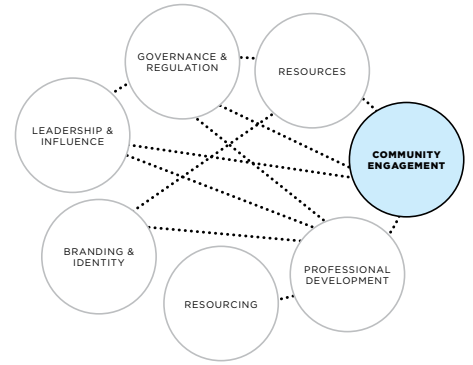 GOVERNANCE &
REGULATION
RESOURCES
LEADERSHIP &
INFLUENCE
COMMUNITY
ENGAGEMENT
BRANDING &
IDENTITY
PROFESSIONAL
DEVELOPMENT
RESOURCING